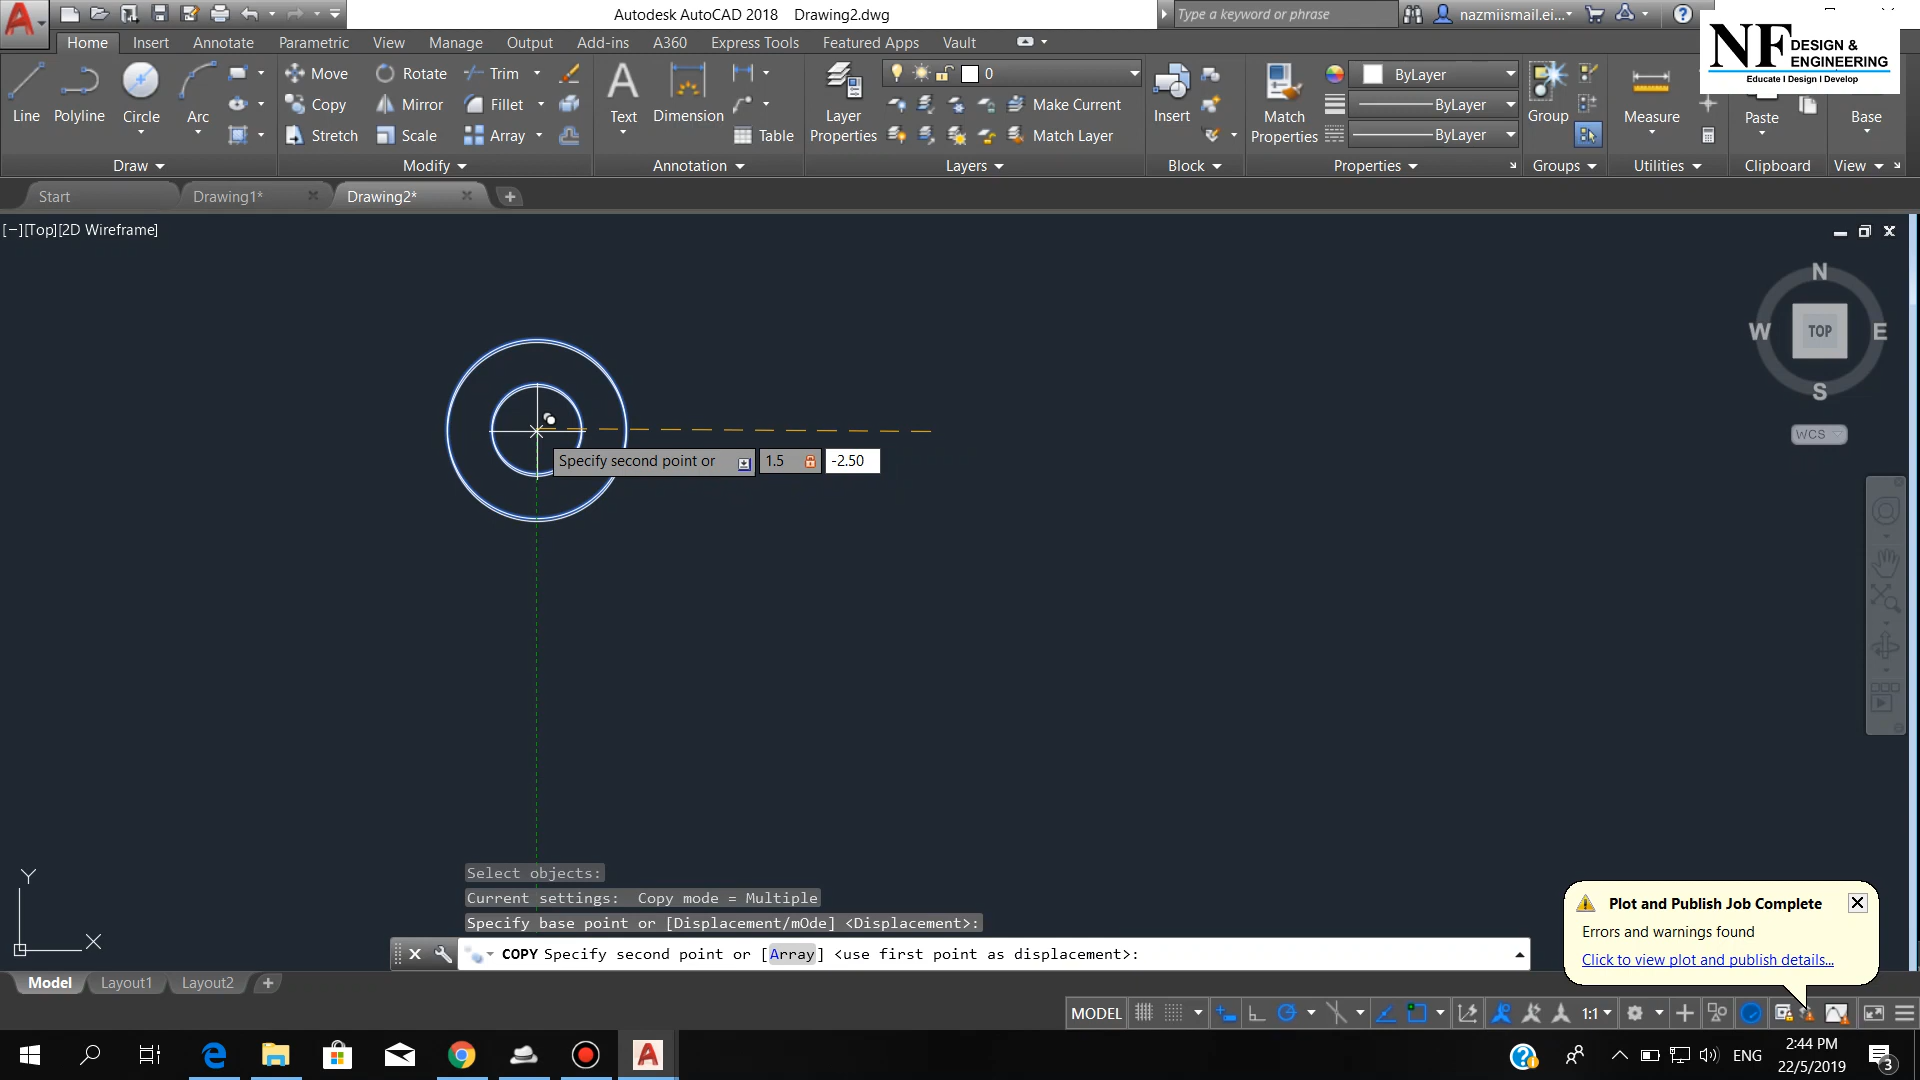 Autodesk AutoCAD 2018 Drawing2.dwg
Type a keyword or phrase
nazmiismail.ei...
NF DESIGN &
ENGINEERING
Educate I Design I Develop
Home Insert Annotate Parametric View Manage Output Add-ins A360 Express Tools Featured Apps Vault
Line Polyline Circle Arc
Move Rotate Trim
Copy Mirror Fillet
Stretch Scale Array
Text Dimension Table
Layer Properties
0
Make Current
Match Layer
Insert
Match Properties
ByLayer
ByLayer
ByLayer
Group Measure Paste Base
Draw Modify Annotation Layers Block Properties Groups Utilities Clipboard View
Start Drawing1* Drawing2*
[−][Top][2D Wireframe]
N
W TOP E
S
WCS
Specify second point or 1.5 -2.50
Y
X
Select objects:
Current settings: Copy mode = Multiple
Specify base point or [Displacement/mOde] <Displacement>:
COPY Specify second point or [Array] <use first point as displacement>:
Plot and Publish Job Complete
Errors and warnings found
Click to view plot and publish details...
Model Layout1 Layout2
MODEL 1:1
ENG
2:44 PM
22/5/2019
3